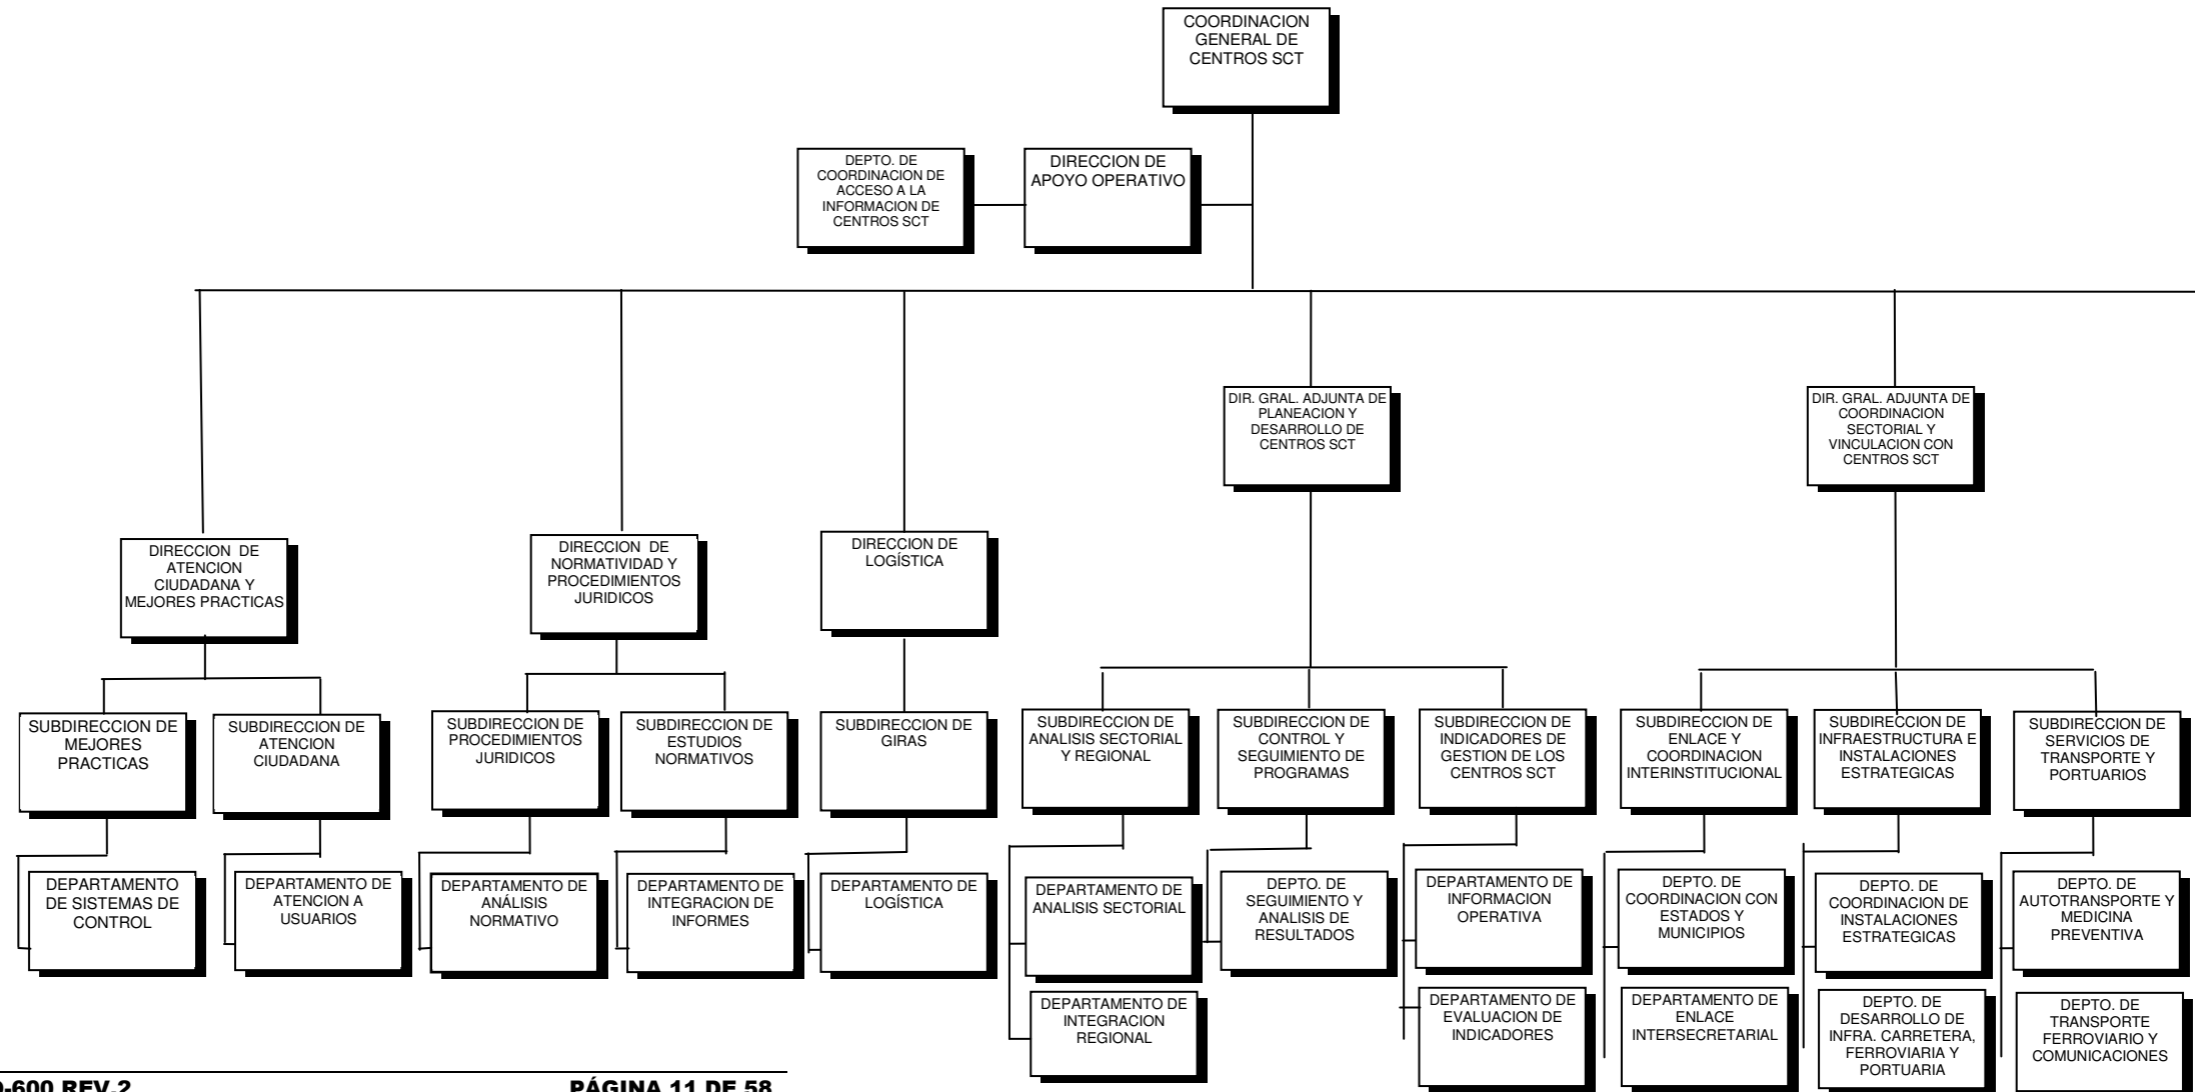 COORDINACION
GENERAL DE
CENTROS SCT
DEPTO. DE
COORDINACION DE
ACCESO A LA
INFORMACION DE
CENTROS SCT
DIRECCION DE
APOYO OPERATIVO
DIR. GRAL. ADJUNTA DE
PLANEACION Y
DESARROLLO DE
CENTROS SCT
DIR. GRAL. ADJUNTA DE
COORDINACION
SECTORIAL Y
VINCULACION CON
CENTROS SCT
DIRECCION DE
ATENCION
CIUDADANA Y
MEJORES PRACTICAS
DIRECCION DE
NORMATIVIDAD Y
PROCEDIMIENTOS
JURIDICOS
DIRECCION DE
LOGÍSTICA
SUBDIRECCION DE
MEJORES
PRACTICAS
SUBDIRECCION DE
ATENCION
CIUDADANA
SUBDIRECCION DE
PROCEDIMIENTOS
JURIDICOS
SUBDIRECCION DE
ESTUDIOS
NORMATIVOS
SUBDIRECCION DE
GIRAS
SUBDIRECCION DE
ANALISIS SECTORIAL
Y REGIONAL
SUBDIRECCION DE
CONTROL Y
SEGUIMIENTO DE
PROGRAMAS
SUBDIRECCION DE
INDICADORES DE
GESTION DE LOS
CENTROS SCT
SUBDIRECCION DE
ENLACE Y
COORDINACION
INTERINSTITUCIONAL
SUBDIRECCION DE
INFRAESTRUCTURA E
INSTALACIONES
ESTRATEGICAS
SUBDIRECCION DE
SERVICIOS DE
TRANSPORTE Y
PORTUARIOS
DEPARTAMENTO
DE SISTEMAS DE
CONTROL
DEPARTAMENTO DE
ATENCION A
USUARIOS
DEPARTAMENTO DE
ANÁLISIS
NORMATIVO
DEPARTAMENTO DE
INTEGRACION DE
INFORMES
DEPARTAMENTO DE
LOGÍSTICA
DEPARTAMENTO DE
ANALISIS SECTORIAL
DEPTO. DE
SEGUIMIENTO Y
ANALISIS DE
RESULTADOS
DEPARTAMENTO DE
INFORMACION
OPERATIVA
DEPTO. DE
COORDINACION CON
ESTADOS Y
MUNICIPIOS
DEPTO. DE
COORDINACION DE
INSTALACIONES
ESTRATEGICAS
DEPTO. DE
AUTOTRANSPORTE Y
MEDICINA
PREVENTIVA
DEPARTAMENTO DE
INTEGRACION
REGIONAL
DEPARTAMENTO DE
EVALUACION DE
INDICADORES
DEPARTAMENTO DE
ENLACE
INTERSECRETARIAL
DEPTO. DE
DESARROLLO DE
INFRA. CARRETERA,
FERROVIARIA Y
PORTUARIA
DEPTO. DE
TRANSPORTE
FERROVIARIO Y
COMUNICACIONES
-600 REV.2
PÁGINA 11 DE 58